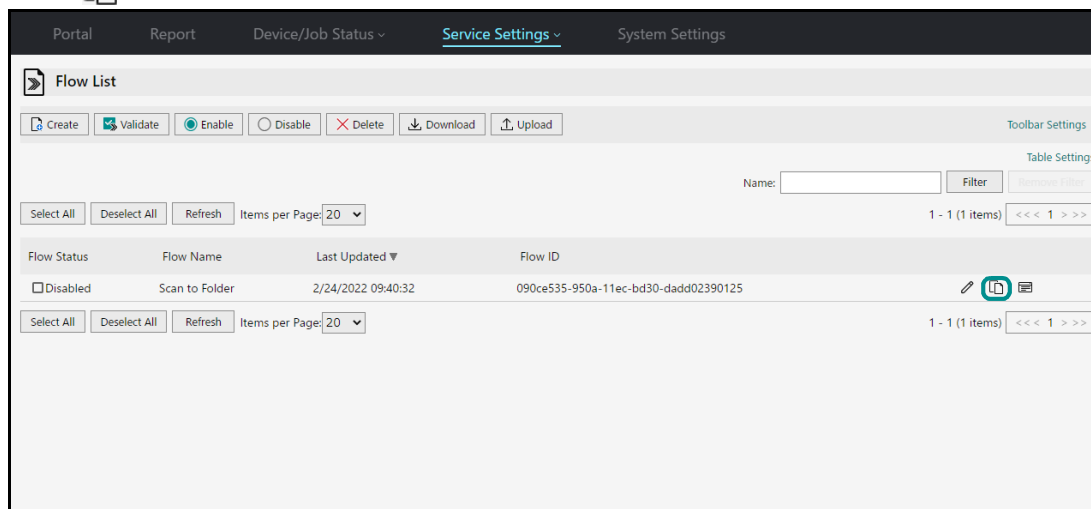 Portal Report Device/Job Status Service Settings System Settings
Flow List
Create Validate Enable Disable Delete Download Upload Toolbar Settings
Table Setting
Name: Filter Remove Filter
Select All Deselect All Refresh Items per Page: 20 1 - 1 (1 items) <<< 1 > >>
Flow Status Flow Name Last Updated ▼ Flow ID
Disabled Scan to Folder 2/24/2022 09:40:32 090ce535-950a-11ec-bd30-dadd02390125
Select All Deselect All Refresh Items per Page: 20 1 - 1 (1 items) <<< 1 > >>